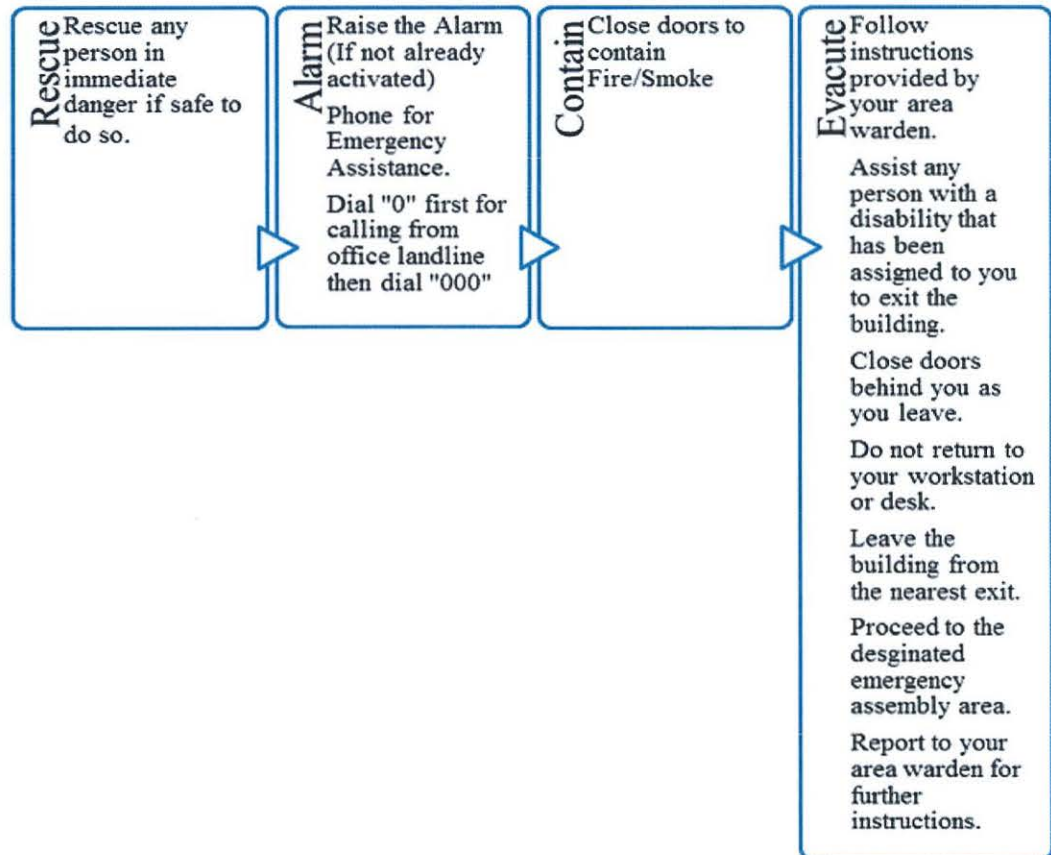 Rescue
Rescue any
person in
immediate
danger if safe to
do so.
Alarm
Raise the Alarm
(If not already
activated)
Phone for
Emergency
Assistance.
Dial "0" first for
calling from
office landline
then dial "000"
Contain
Close doors to
contain
Fire/Smoke
Evacute
Follow
instructions
provided by
your area
warden.
Assist any
person with a
disability that
has been
assigned to you
to exit the
building.
Close doors
behind you as
you leave.
Do not return to
your workstation
or desk.
Leave the
building from
the nearest exit.
Proceed to the
desginated
emergency
assembly area.
Report to your
area warden for
further
instructions.